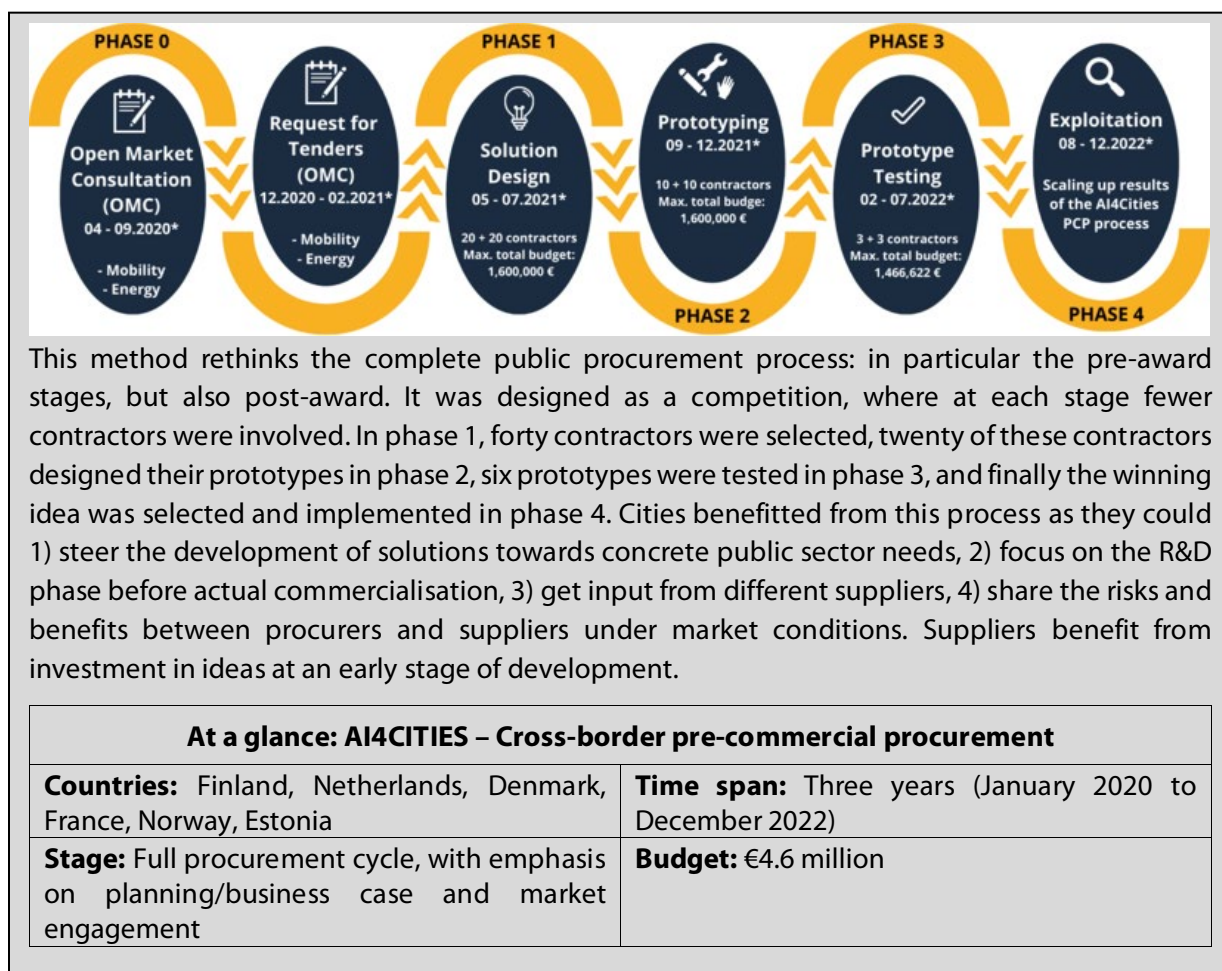 PHASE 0
Open Market
Consultation
(OMC)
04 - 09.2020*
- Mobility
- Energy
Request for
Tenders
(OMC)
12.2020 - 02.2021*
- Mobility
- Energy
PHASE 1
Solution
Design
05 - 07.2021*
20 + 20 contractors
Max. total budget:
1,600,000 €
Prototyping
09 - 12.2021*
10 + 10 contractors
Max. total budge:
1,600,000 €
PHASE 2
PHASE 3
Prototype
Testing
02 - 07.2022*
3 + 3 contractors
Max. total budget:
1,466,622 €
Exploitation
08 - 12.2022*
Scaling up results
of the AI4Cities
PCP process
PHASE 4
This method rethinks the complete public procurement process: in particular the pre-award
stages, but also post-award. It was designed as a competition, where at each stage fewer
contractors were involved. In phase 1, forty contractors were selected, twenty of these contractors
designed their prototypes in phase 2, six prototypes were tested in phase 3, and finally the winning
idea was selected and implemented in phase 4. Cities benefitted from this process as they could
1) steer the development of solutions towards concrete public sector needs, 2) focus on the R&D
phase before actual commercialisation, 3) get input from different suppliers, 4) share the risks and
benefits between procurers and suppliers under market conditions. Suppliers benefit from
investment in ideas at an early stage of development.
At a glance: AI4CITIES – Cross-border pre-commercial procurement
Countries: Finland, Netherlands, Denmark,
France, Norway, Estonia
Time span: Three years (January 2020 to
December 2022)
Stage: Full procurement cycle, with emphasis
on planning/business case and market
engagement
Budget: €4.6 million